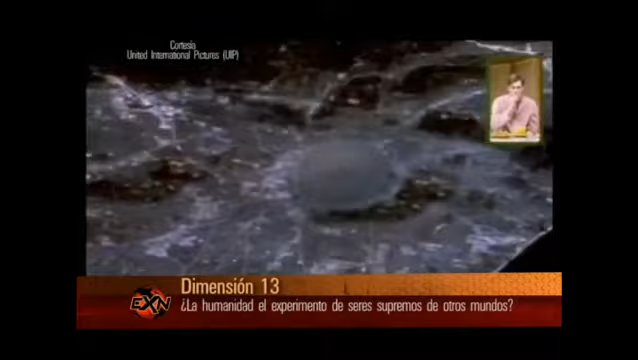 Cortesía
United International Pictures (UIP)
Dimensión 13
EXN
¿La humanidad el experimento de seres supremos de otros mundos?